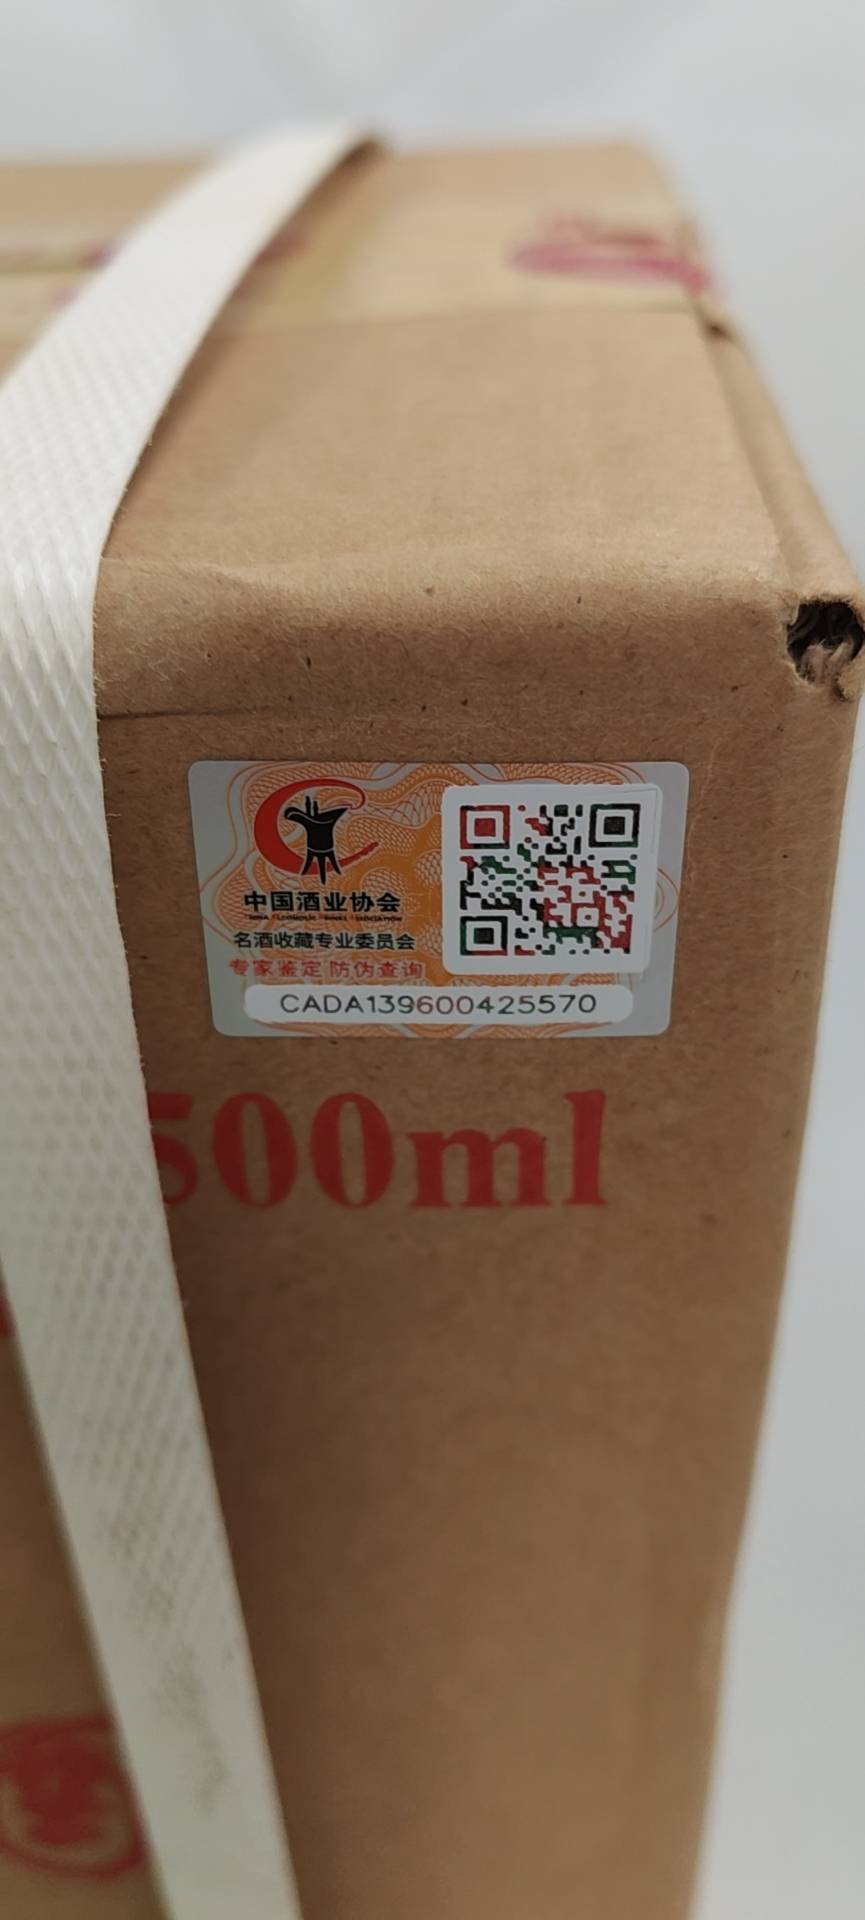 中国酒业协会
名酒收藏专业委员会
专家鉴定 防伪查询
CADA139600425570
500ml